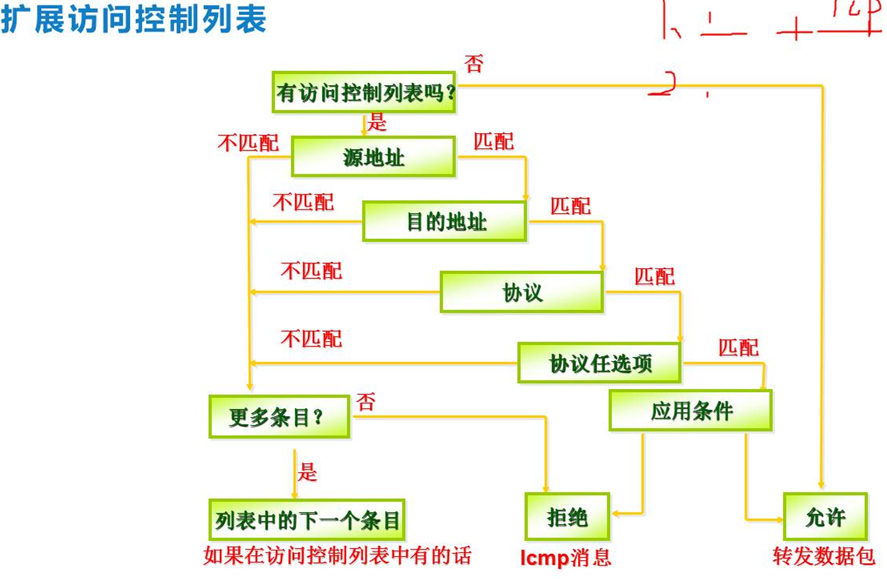 扩展访问控制列表
否
有访问控制列表吗?
是
不匹配
源地址
匹配
不匹配
目的地址
匹配
不匹配
协议
匹配
不匹配
协议任选项
匹配
更多条目?
否
应用条件
是
列表中的下一个条目
拒绝
允许
如果在访问控制列表中有的话
Icmp消息
转发数据包